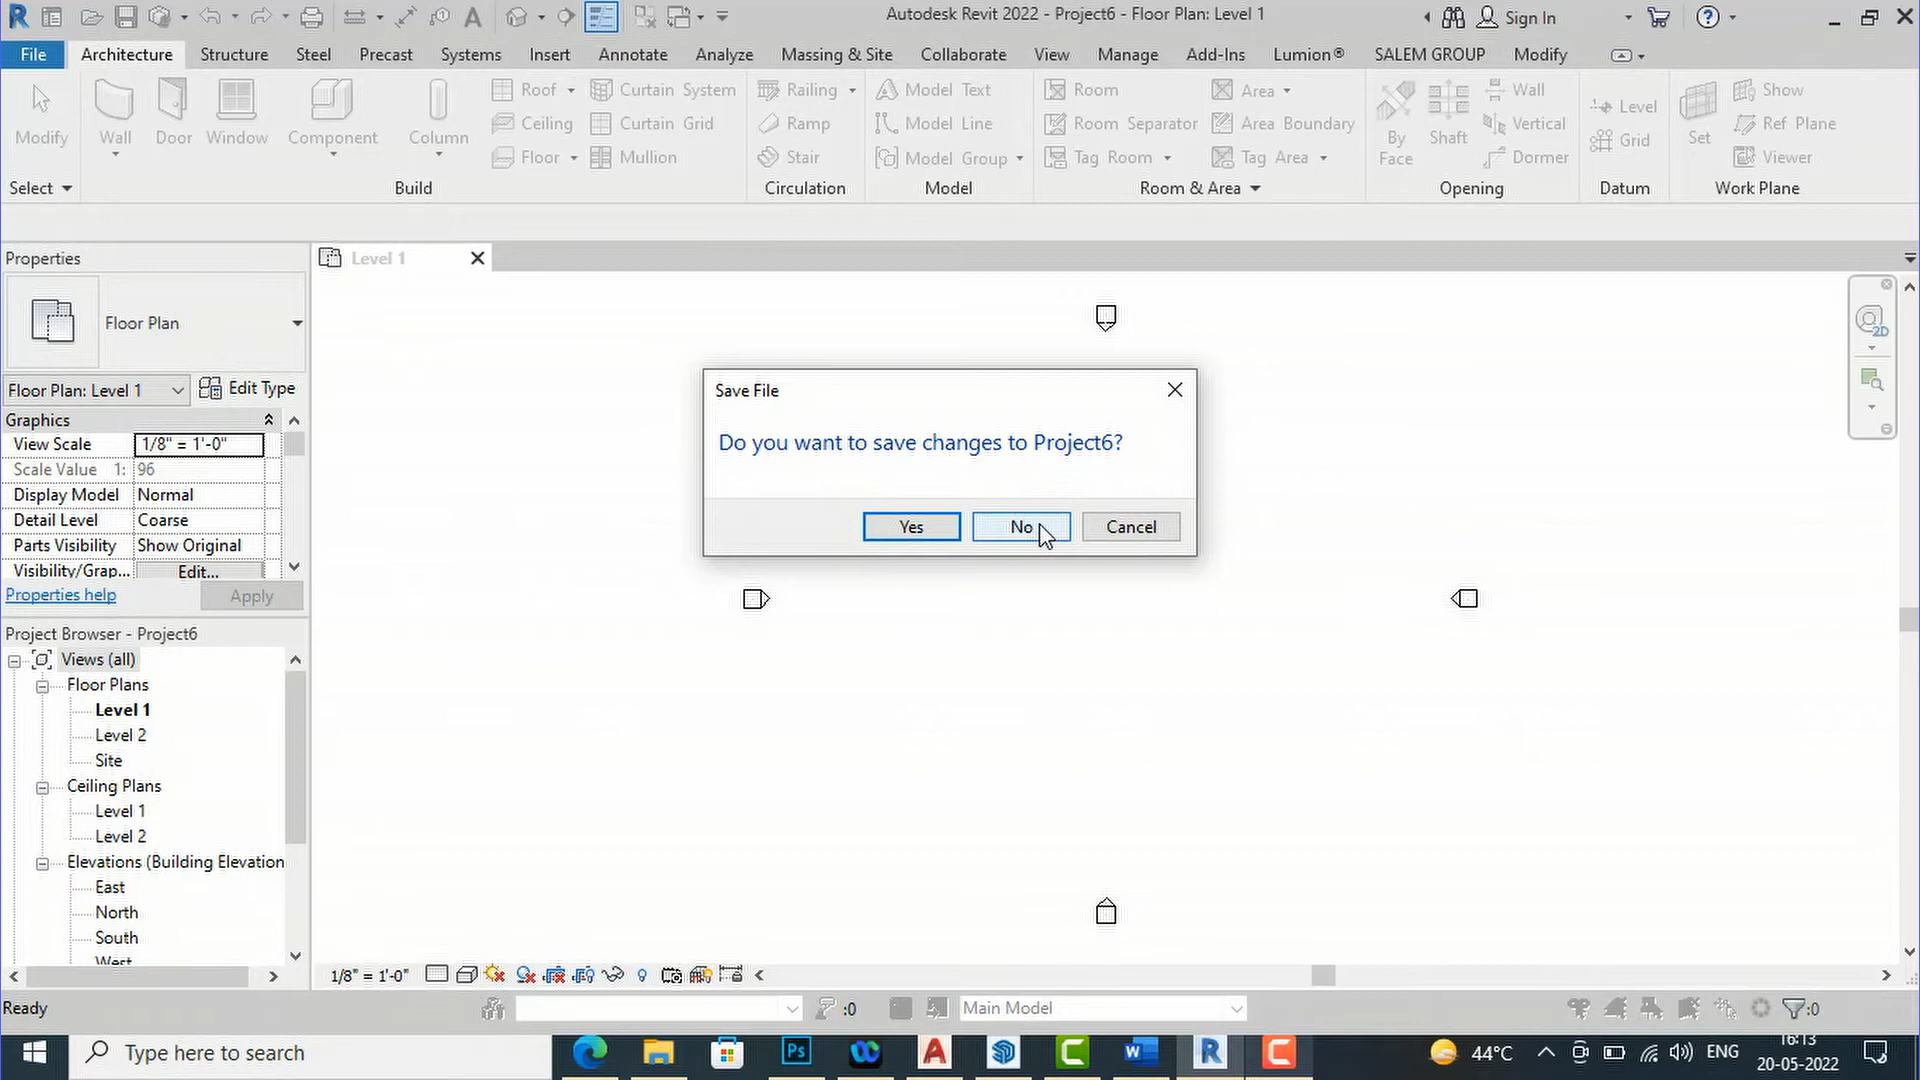 Autodesk Revit 2022 - Project6 - Floor Plan: Level 1
Sign In
File Architecture Structure Steel Precast Systems Insert Annotate Analyze Massing & Site Collaborate View Manage Add-Ins Lumion® SALEM GROUP Modify
Modify
Wall
Door
Window
Component
Column
Roof
Ceiling
Floor
Curtain System
Curtain Grid
Mullion
Railing
Ramp
Stair
Model Text
Model Line
Model Group
Room
Room Separator
Tag Room
Area
Area Boundary
Tag Area
By Face
Shaft
Wall
Vertical
Dormer
Level
Grid
Set
Show
Ref Plane
Viewer
Select Build Circulation Model Room & Area Opening Datum Work Plane
Properties
Level 1
Floor Plan
Floor Plan: Level 1 Edit Type
Graphics
View Scale 1/8" = 1'-0"
Scale Value 1: 96
Display Model Normal
Detail Level Coarse
Parts Visibility Show Original
Visibility/Grap... Edit...
Properties help Apply
Save File
Do you want to save changes to Project6?
Yes No Cancel
2D
Project Browser - Project6
Views (all)
Floor Plans
Level 1
Level 2
Site
Ceiling Plans
Level 1
Level 2
Elevations (Building Elevation
East
North
South
West
1/8" = 1'-0"
Ready
:0
Main Model
:0
Type here to search
Ps
44°C
ENG
16:13
20-05-2022